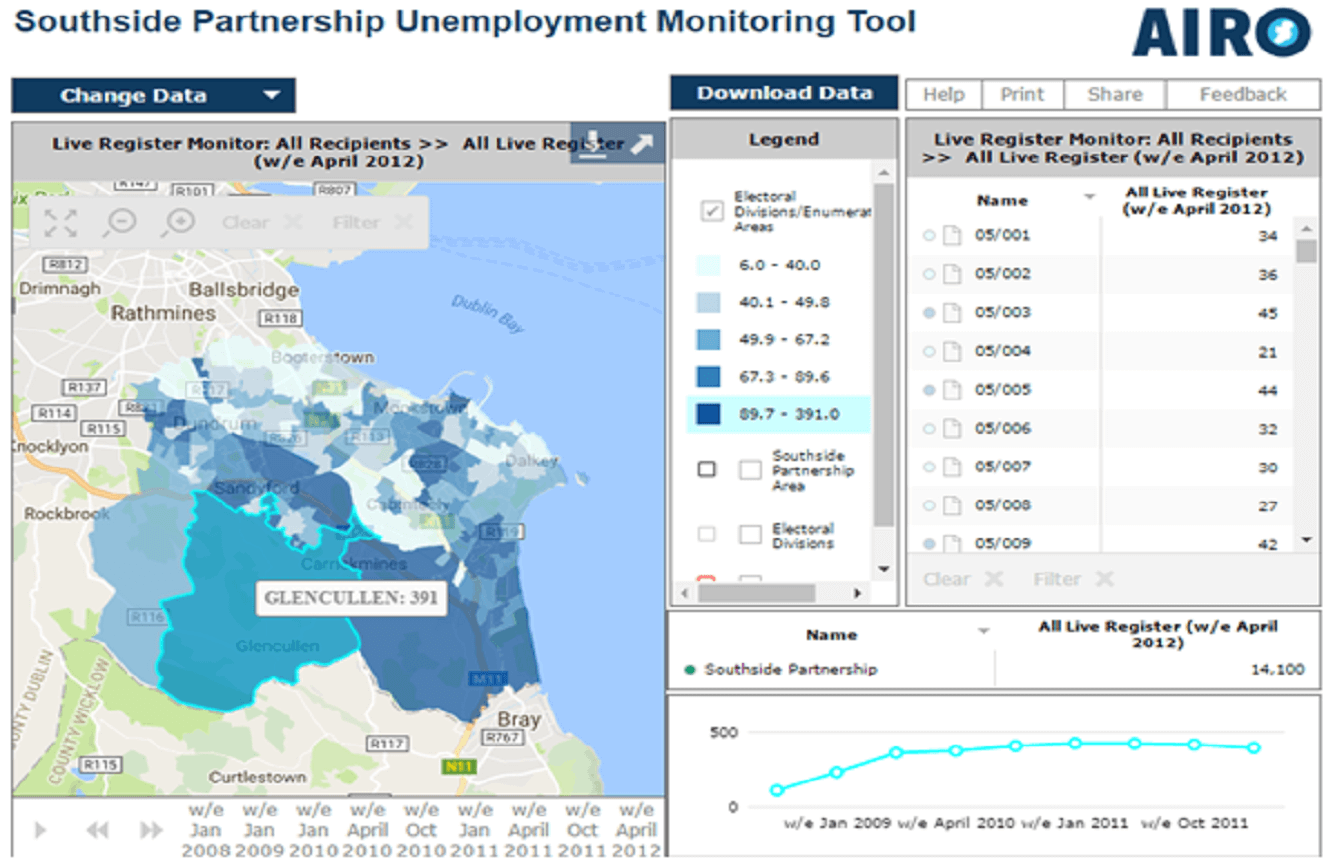 Southside Partnership Unemployment Monitoring Tool
AIRO
Change Data
Download Data
Help
Print
Share
Feedback
Live Register Monitor: All Recipients >> All Live Register
(w/e April 2012)
Clear
Filter
R147
R101
R807
R812
Drimnagh
Ballsbridge
Rathmines
R118
Dublin Bay
Booterstown
R137
R114
R115
Knocklyon
Dundrum
R826
R113
Monkstown
R828
Dalkey
Sandyford
Cabinteely
Rockbrook
R119
Carrickmines
GLENCULLEN: 391
R116
Glencullen
COUNTY WICKLOW
M11
Bray
R767
R117
N11
R115
Curtlestown
w/e Jan 2008
w/e Jan 2009
w/e Jan 2010
w/e April 2010
w/e Oct 2010
w/e Jan 2011
w/e April 2011
w/e Oct 2011
w/e April 2012
Legend
Electoral
Divisions/Enumerat
Areas
6.0 - 40.0
40.1 - 49.8
49.9 - 67.2
67.3 - 89.6
89.7 - 391.0
Southside
Partnership
Area
Electoral
Divisions
Live Register Monitor: All Recipients
>> All Live Register (w/e April 2012)
Name
All Live Register
(w/e April 2012)
05/001 34
05/002 36
05/003 45
05/004 21
05/005 44
05/006 32
05/007 30
05/008 27
05/009 42
Clear
Filter
Name
All Live Register (w/e April
2012)
Southside Partnership 14,100
500
0
w/e Jan 2009 w/e April 2010 w/e Jan 2011 w/e Oct 2011